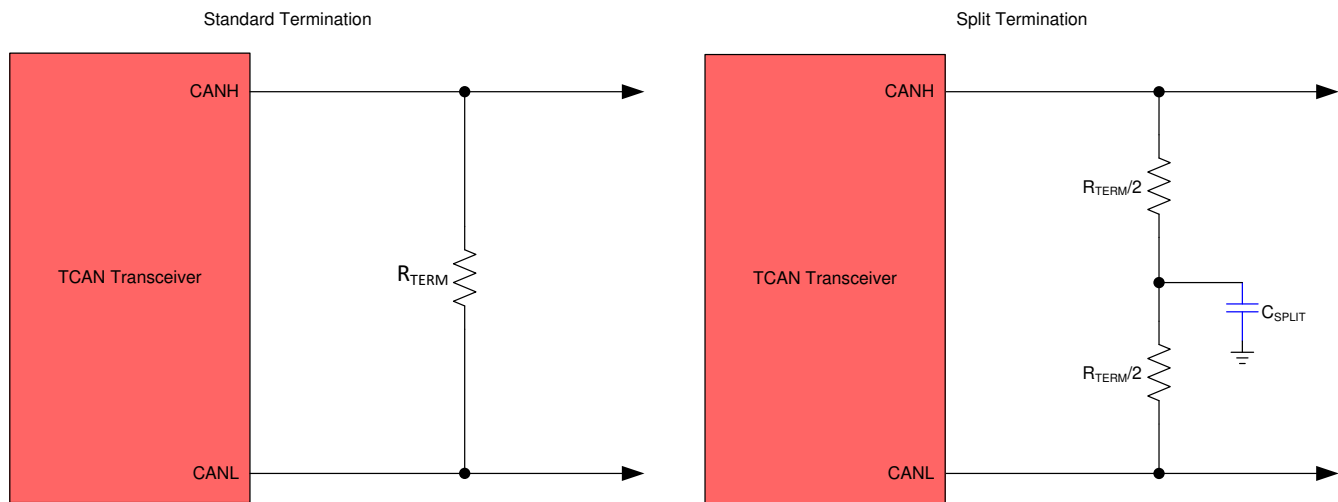 Standard Termination
CANH
TCAN Transceiver
R_TERM
CANL
Split Termination
CANH
R_TERM/2
TCAN Transceiver
C_SPLIT
R_TERM/2
CANL